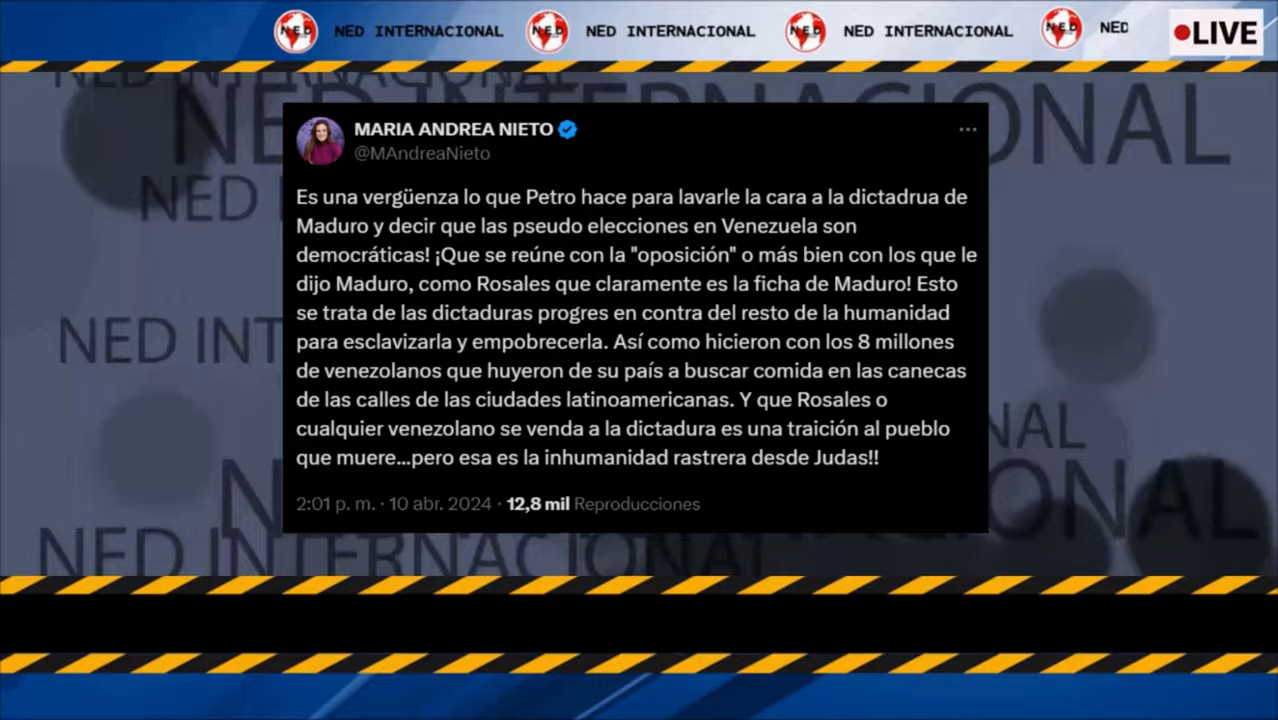 NED INTERNACIONAL NED INTERNACIONAL NED INTERNACIONAL NED
LIVE
NED INTERNACIONAL
NED INTERNACIONAL
MARIA ANDREA NIETO
@MAndreaNieto
Es una vergüenza lo que Petro hace para lavarle la cara a la dictadrua de
Maduro y decir que las pseudo elecciones en Venezuela son
democráticas! ¡Que se reúne con la "oposición" o más bien con los que le
dijo Maduro, como Rosales que claramente es la ficha de Maduro! Esto
se trata de las dictaduras progres en contra del resto de la humanidad
para esclavizarla y empobrecerla. Así como hicieron con los 8 millones
de venezolanos que huyeron de su país a buscar comida en las canecas
de las calles de las ciudades latinoamericanas. Y que Rosales o
cualquier venezolano se venda a la dictadura es una traición al pueblo
que muere...pero esa es la inhumanidad rastrera desde Judas!!
2:01 p. m. · 10 abr. 2024 · 12,8 mil Reproducciones
NED INTERNACIONAL